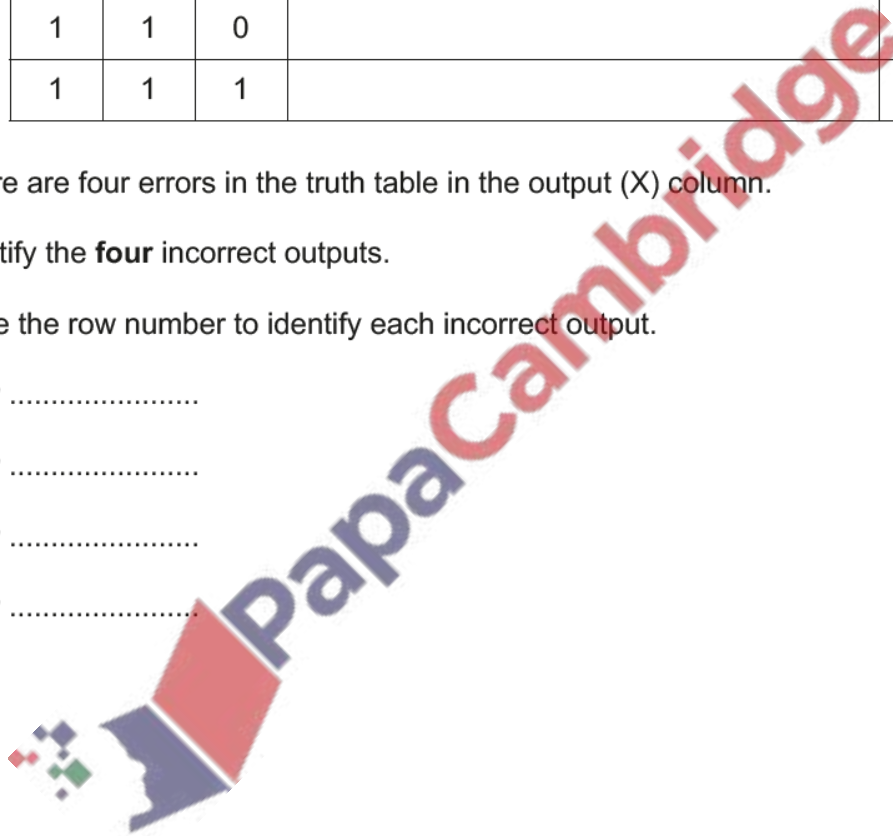 1 1 0
1 1 1
re are four errors in the truth table in the output (X) column.
tify the four incorrect outputs.
e the row number to identify each incorrect output.
........................
........................
........................
........................
PapaCambridge